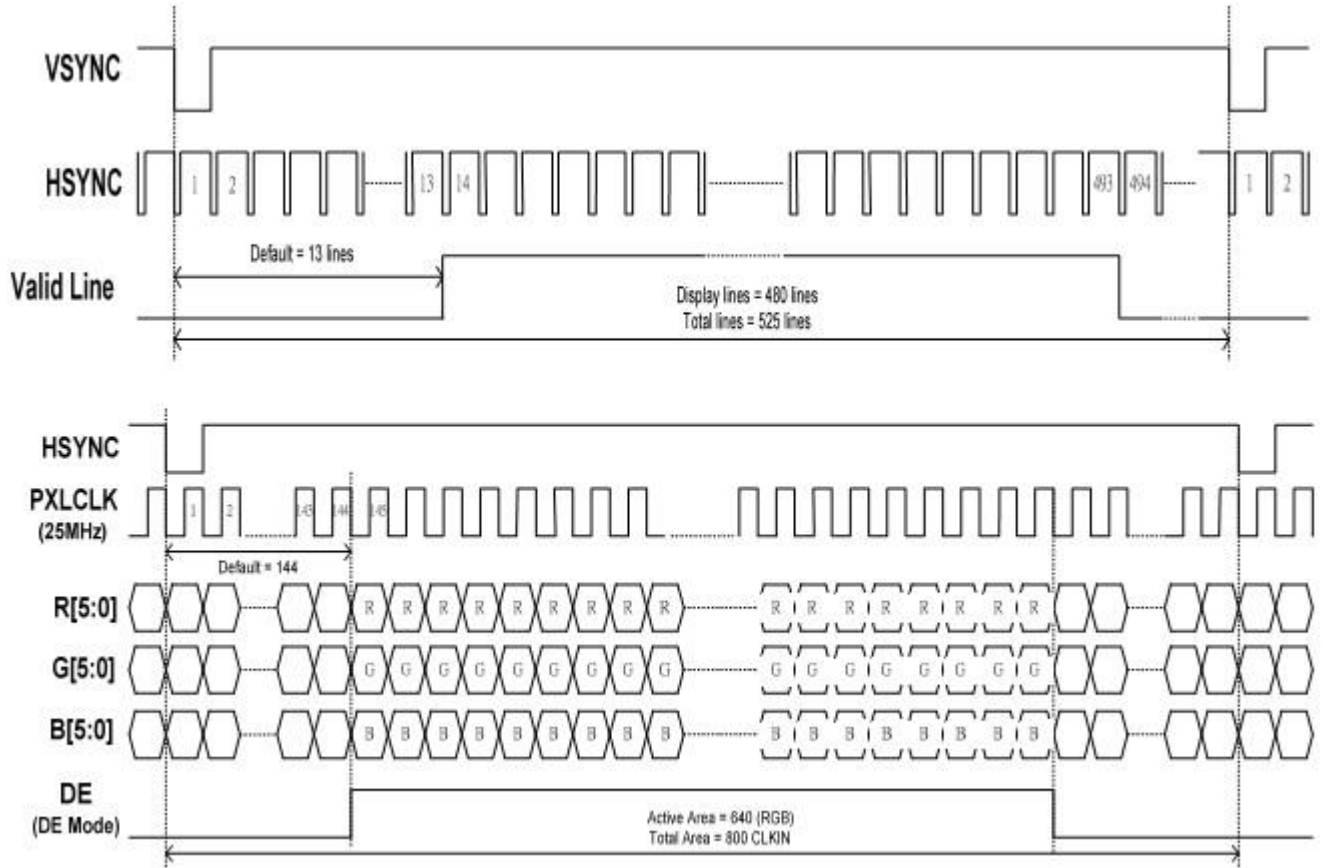 VSYNC
HSYNC
1 2 13 14 493 494 1 2
Default = 13 lines
Valid Line
Display lines = 480 lines
Total lines = 525 lines
HSYNC
PXLCLK
(25MHz)
1 2 143 144 145
Default = 144
R[5:0]
R R R R R R R R R R R R R R R R R
G[5:0]
G G G G G G G G G G G G G G G G G
B[5:0]
B B B B B B B B B B B B B B B B B
DE
(DE Mode)
Active Area = 640 (RGB)
Total Area = 800 CLKIN